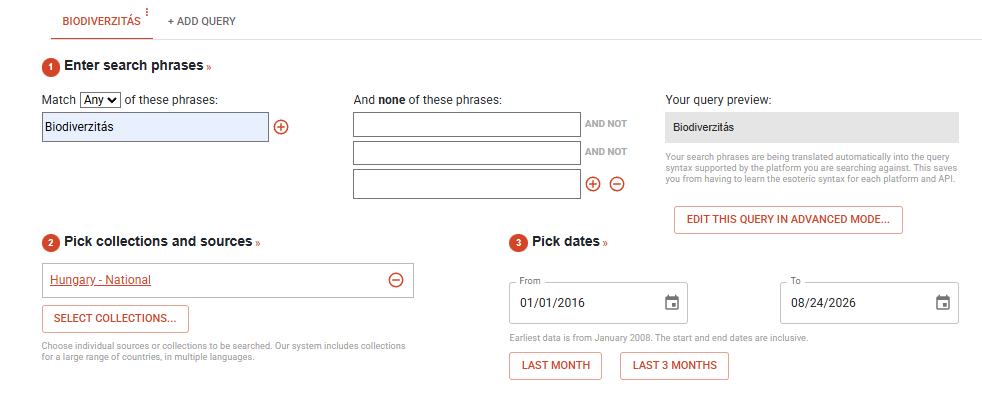 BIODIVERZITÁS
+ ADD QUERY
1 Enter search phrases »
Match Any of these phrases:
Biodiverzitás
And none of these phrases:
AND NOT
AND NOT
Your query preview:
Biodiverzitás
Your search phrases are being translated automatically into the query
syntax supported by the platform you are searching against. This saves
you from having to learn the esoteric syntax for each platform and API.
EDIT THIS QUERY IN ADVANCED MODE...
2 Pick collections and sources »
Hungary - National
SELECT COLLECTIONS...
Choose individual sources or collections to be searched. Our system includes collections
for a large range of countries, in multiple languages.
3 Pick dates »
From
01/01/2016
To
08/24/2026
Earliest data is from January 2008. The start and end dates are inclusive.
LAST MONTH
LAST 3 MONTHS